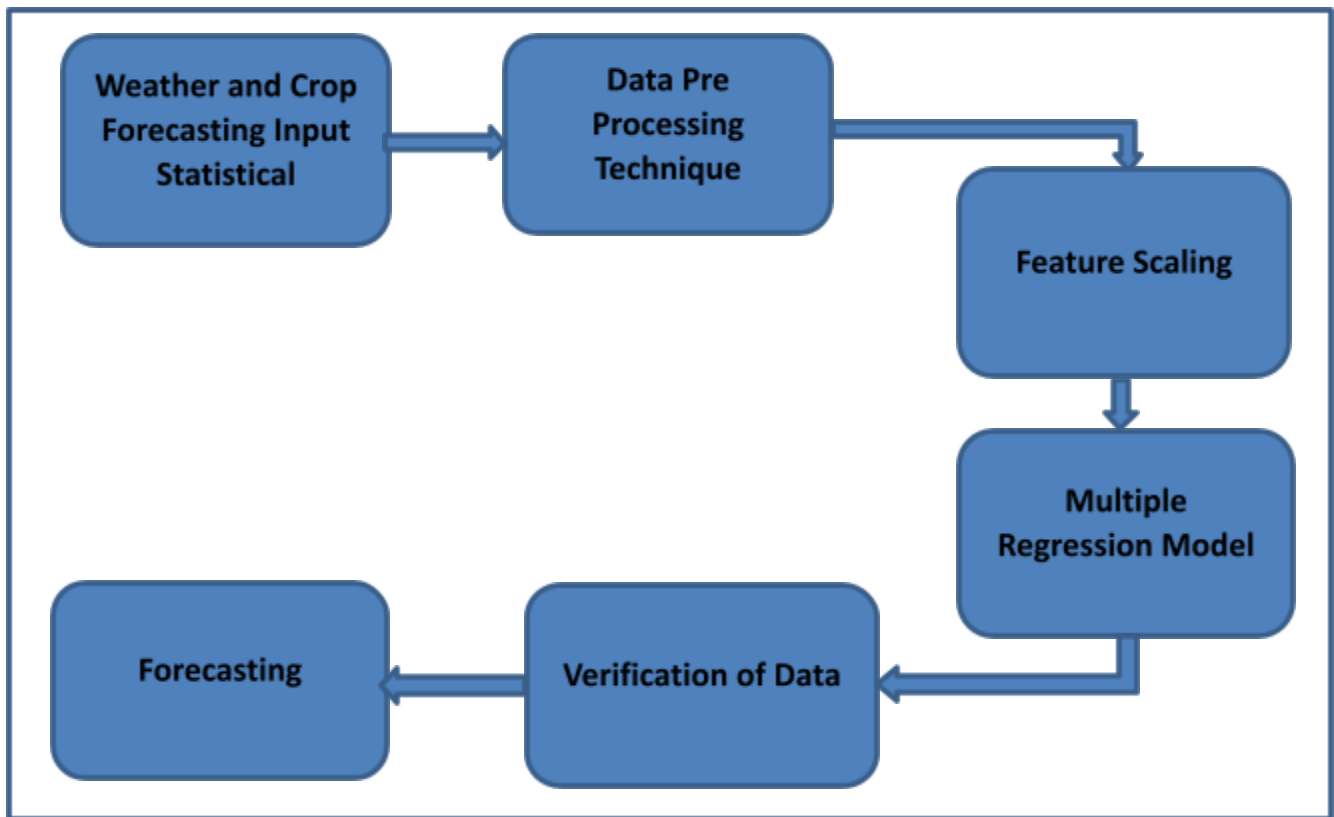 Weather and Crop
Forecasting Input
Statistical
Data Pre
Processing
Technique
Feature Scaling
Multiple
Regression Model
Verification of Data
Forecasting